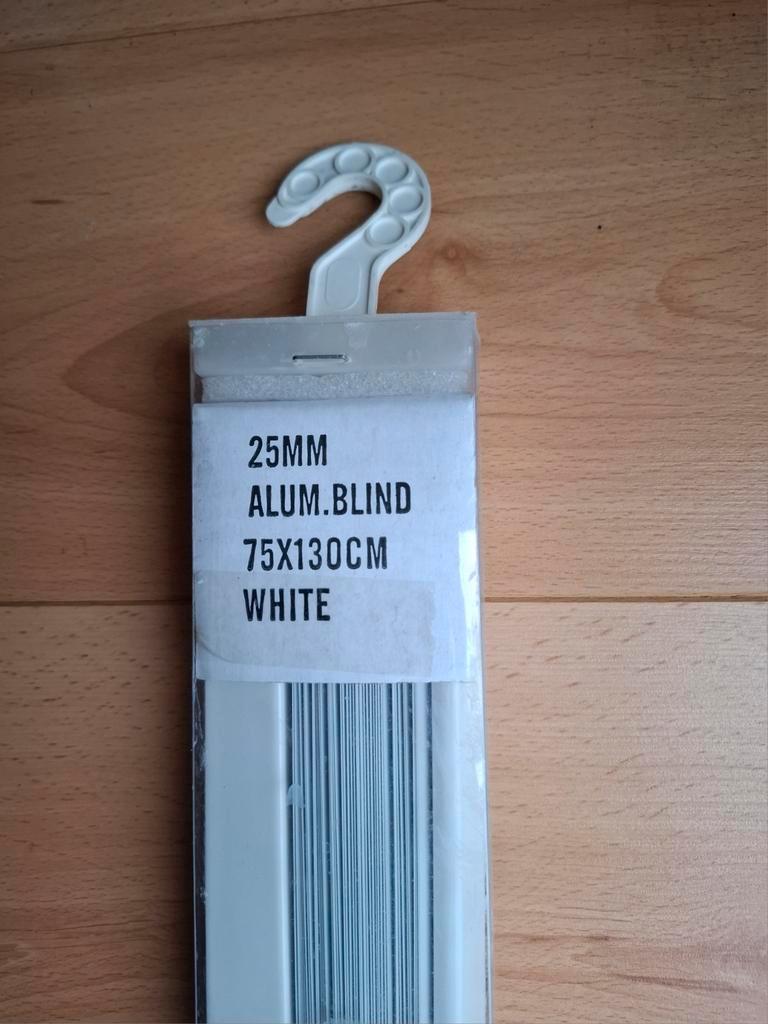 25MM
ALUM.BLIND
75X130CM
WHITE